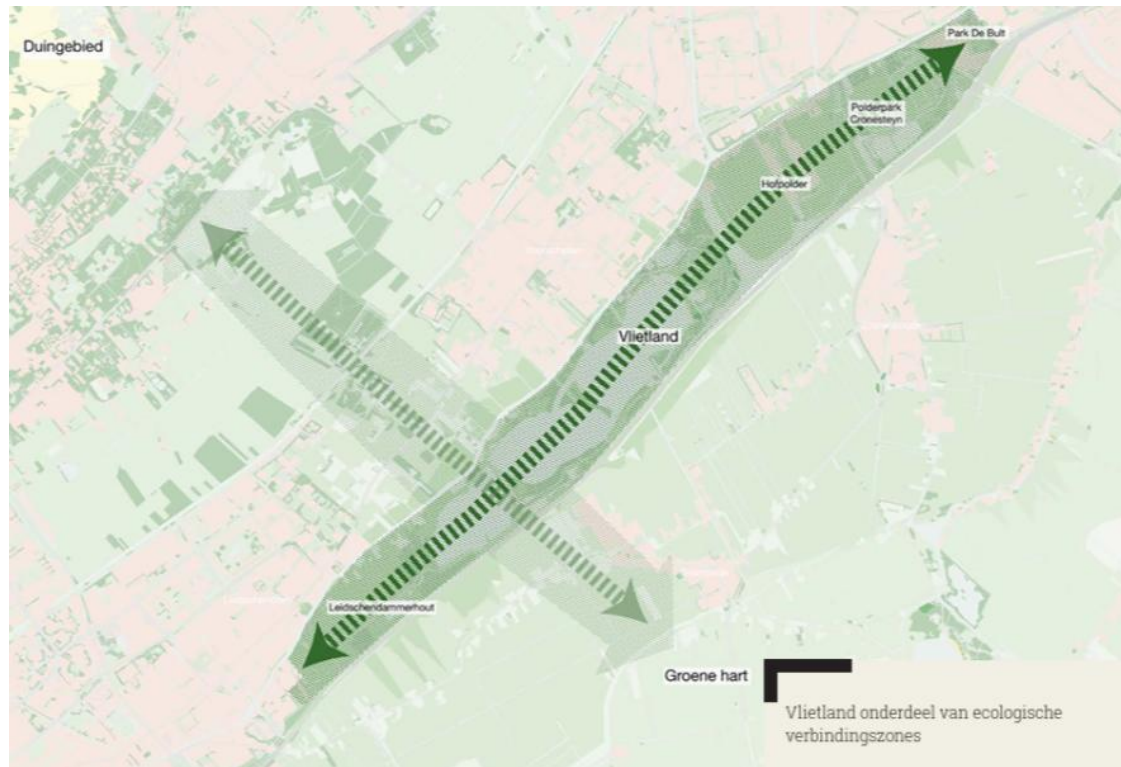 Duingebied
Park De Bult
Polderpark
Cronesteyn
Hofpolder
Vlietland
Leidschendammerhout
Groene hart
Vlietland onderdeel van ecologische
verbindingszones